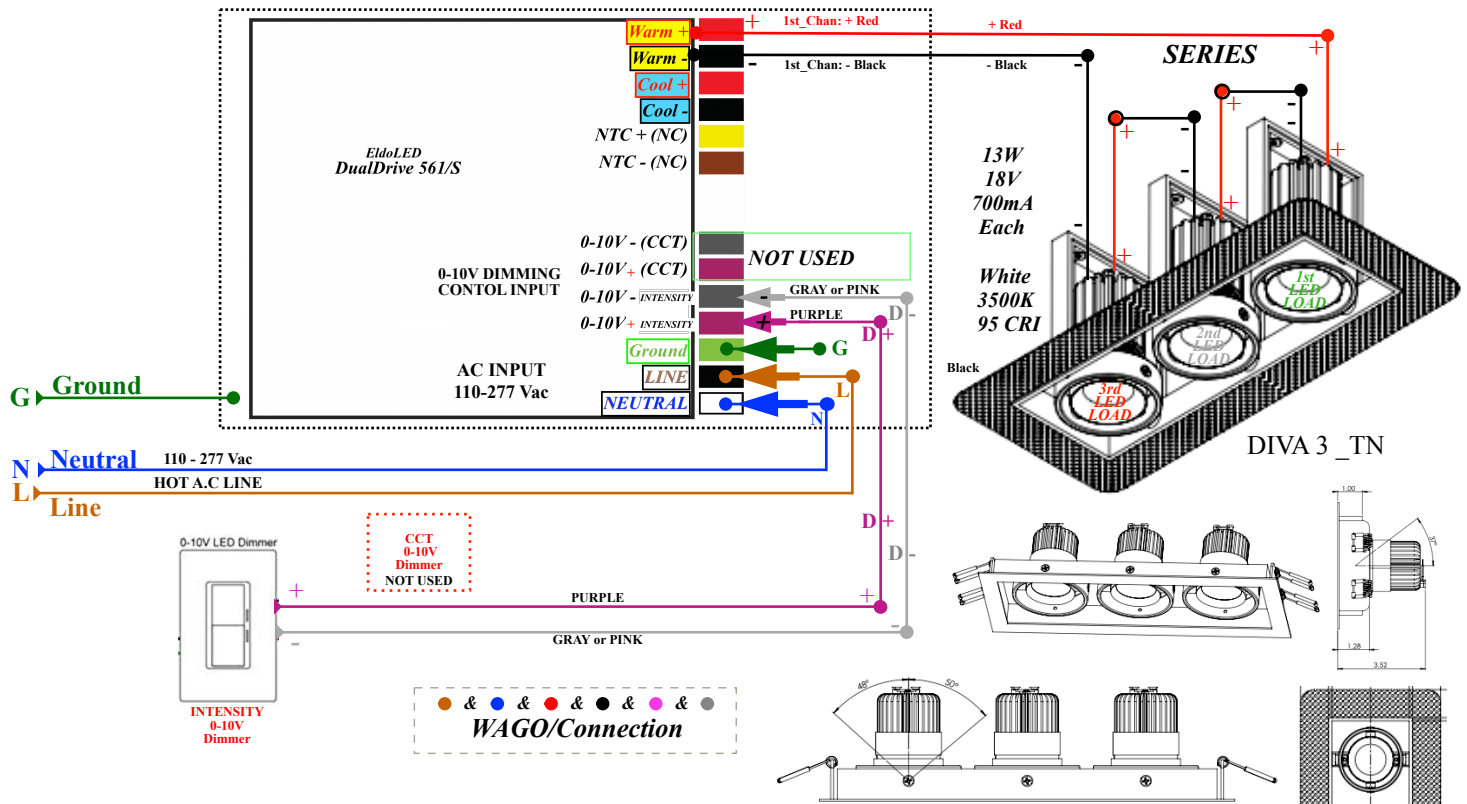 Warm +
Warm -
Cool +
Cool -
NTC + (NC)
NTC - (NC)
EldoLED
DualDrive 561/S
0-10V - (CCT)
0-10V + (CCT)
NOT USED
0-10V DIMMING
CONTOL INPUT
0-10V - INTENSITY
0-10V + INTENSITY
Ground
LINE
NEUTRAL
AC INPUT
110-277 Vac
+ 1st_Chan: + Red
+ Red
- 1st_Chan: - Black
- Black
-
+
SERIES
+
-
+
-
+
-
+
-
+
13W
18V
700mA
Each
White
3500K
95 CRI
- GRAY or PINK
D -
+ PURPLE
D +
G
L
N
G Ground
N Neutral 110 - 277 Vac
L HOT A.C LINE
Line
1st
LED
LOAD
2nd
LED
LOAD
3rd
LED
LOAD
Black
DIVA 3 _TN
D +
D -
0-10V LED Dimmer
CCT
0-10V
Dimmer
NOT USED
+ PURPLE +
- GRAY or PINK -
INTENSITY
0-10V
Dimmer
& & & & &
WAGO/Connection
1.00
37°
1.28
3.52
48°
50°